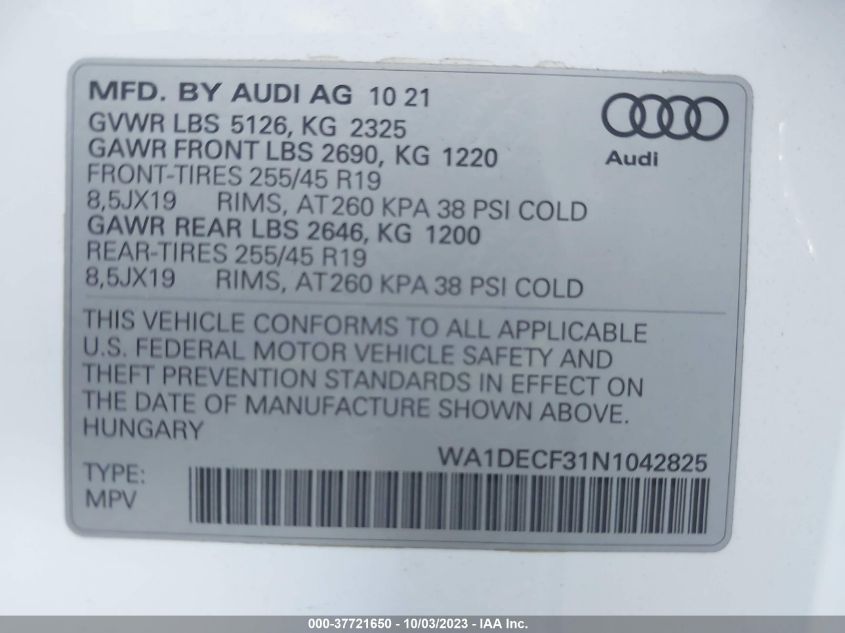 MFD. BY AUDI AG 10 21
GVWR LBS 5126, KG 2325
GAWR FRONT LBS 2690, KG 1220
FRONT-TIRES 255/45 R19
8,5JX19 RIMS, AT 260 KPA 38 PSI COLD
GAWR REAR LBS 2646, KG 1200
REAR-TIRES 255/45 R19
8,5JX19 RIMS, AT 260 KPA 38 PSI COLD
Audi
THIS VEHICLE CONFORMS TO ALL APPLICABLE
U.S. FEDERAL MOTOR VEHICLE SAFETY AND
THEFT PREVENTION STANDARDS IN EFFECT ON
THE DATE OF MANUFACTURE SHOWN ABOVE.
HUNGARY
WA1DECF31N1042825
TYPE:
MPV
000-37721650 - 10/03/2023 - IAA Inc.